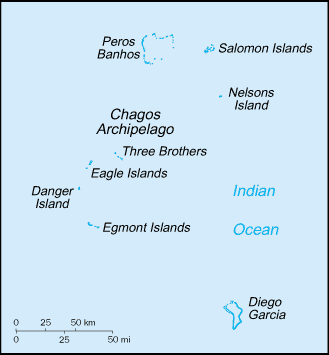 Peros
Banhos
Salomon Islands
Nelsons
Island
Chagos
Archipelago
Three Brothers
Eagle Islands
Danger
Island
Indian
Ocean
Egmont Islands
Diego
Garcia
0 25 50 km
0 25 50 mi